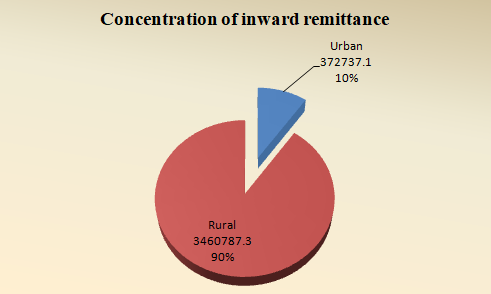 Concentration of inward remittance
Urban
372737.1
10%
Rural
3460787.3
90%